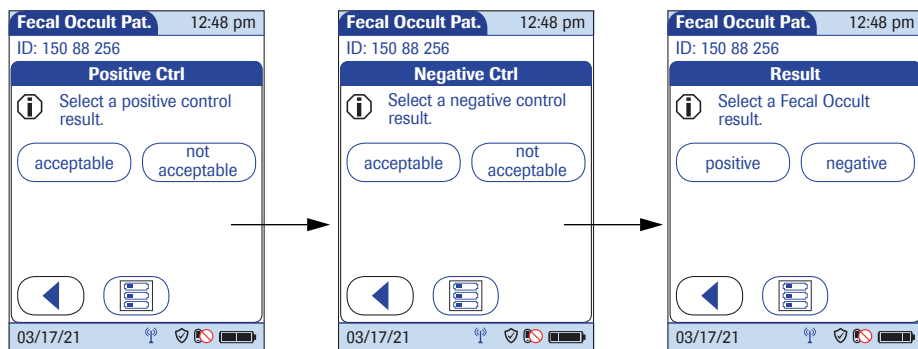 Fecal Occult Pat. 12:48 pm
ID: 150 88 256
Positive Ctrl
Select a positive control
result.
acceptable
not
acceptable
03/17/21
Fecal Occult Pat. 12:48 pm
ID: 150 88 256
Negative Ctrl
Select a negative control
result.
acceptable
not
acceptable
03/17/21
Fecal Occult Pat. 12:48 pm
ID: 150 88 256
Result
Select a Fecal Occult
result.
positive
negative
03/17/21